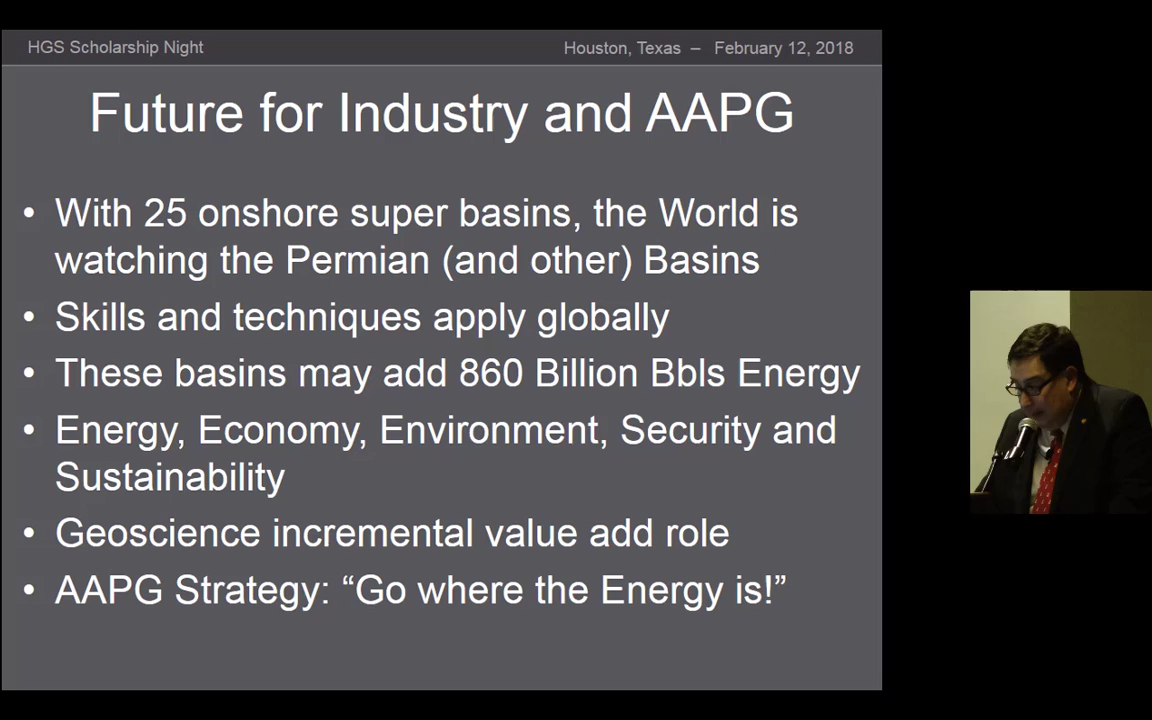 HGS Scholarship Night
Houston, Texas – February 12, 2018
Future for Industry and AAPG
• With 25 onshore super basins, the World is
watching the Permian (and other) Basins
• Skills and techniques apply globally
• These basins may add 860 Billion Bbls Energy
• Energy, Economy, Environment, Security and
Sustainability
• Geoscience incremental value add role
• AAPG Strategy: “Go where the Energy is!”